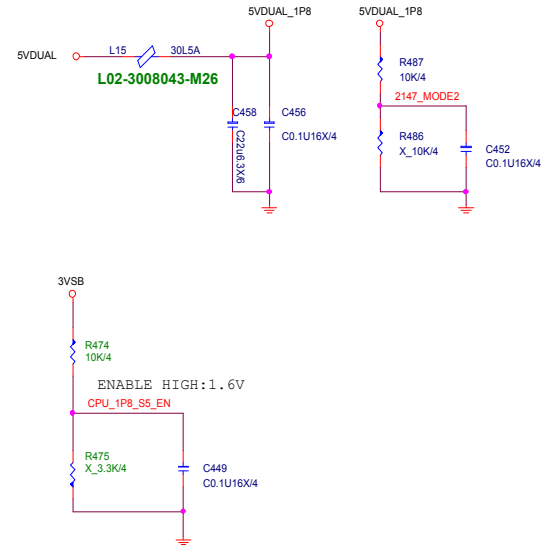 5VDUAL_1P8
5VDUAL_1P8
5VDUAL
L15
30L5A
L02-3008043-M26
R487
10K/4
2147_MODE2
C458
C22u6.3X/6
C456
C0.1U16X/4
R486
X_10K/4
C452
C0.1U16X/4
3VSB
R474
10K/4
ENABLE HIGH:1.6V
CPU_1P8_S5_EN
R475
X_3.3K/4
C449
C0.1U16X/4